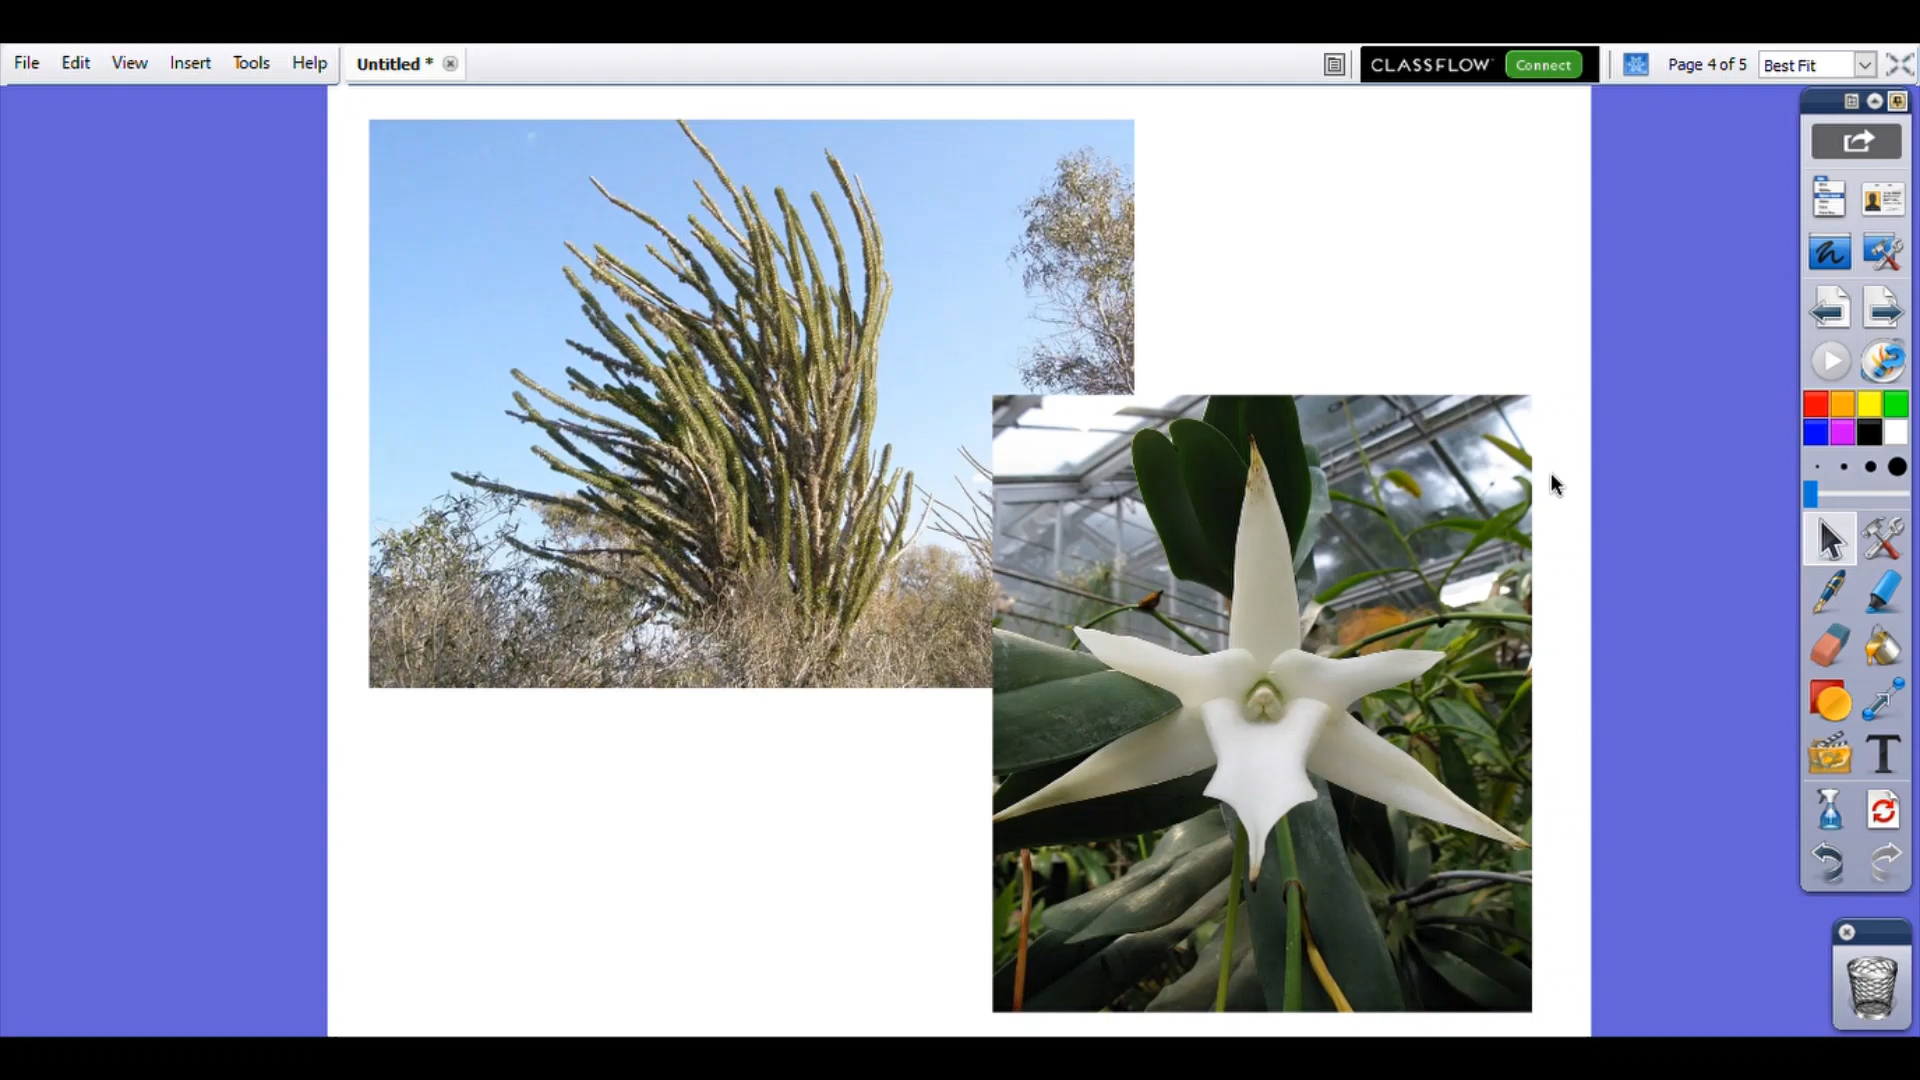 File Edit View Insert Tools Help Untitled * CLASSFLOW Connect Page 4 of 5 Best Fit
T